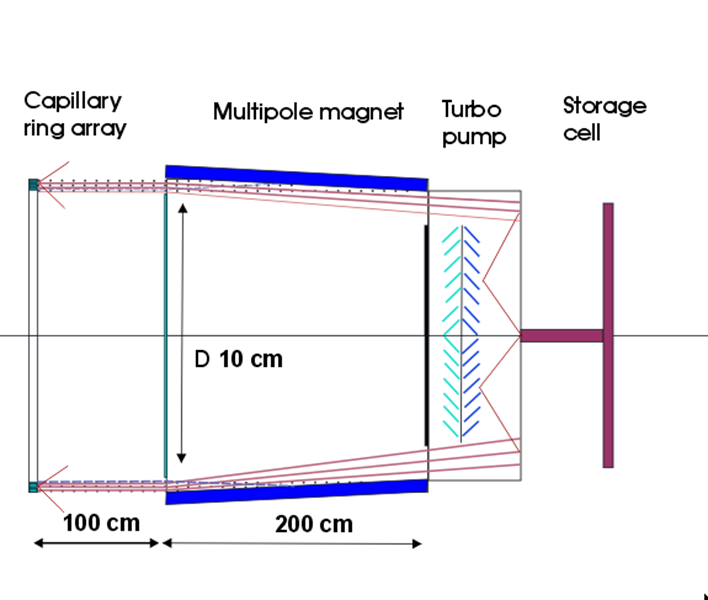 Capillary
ring array
Multipole magnet
Turbo
pump
Storage
cell
D 10 cm
100 cm
200 cm